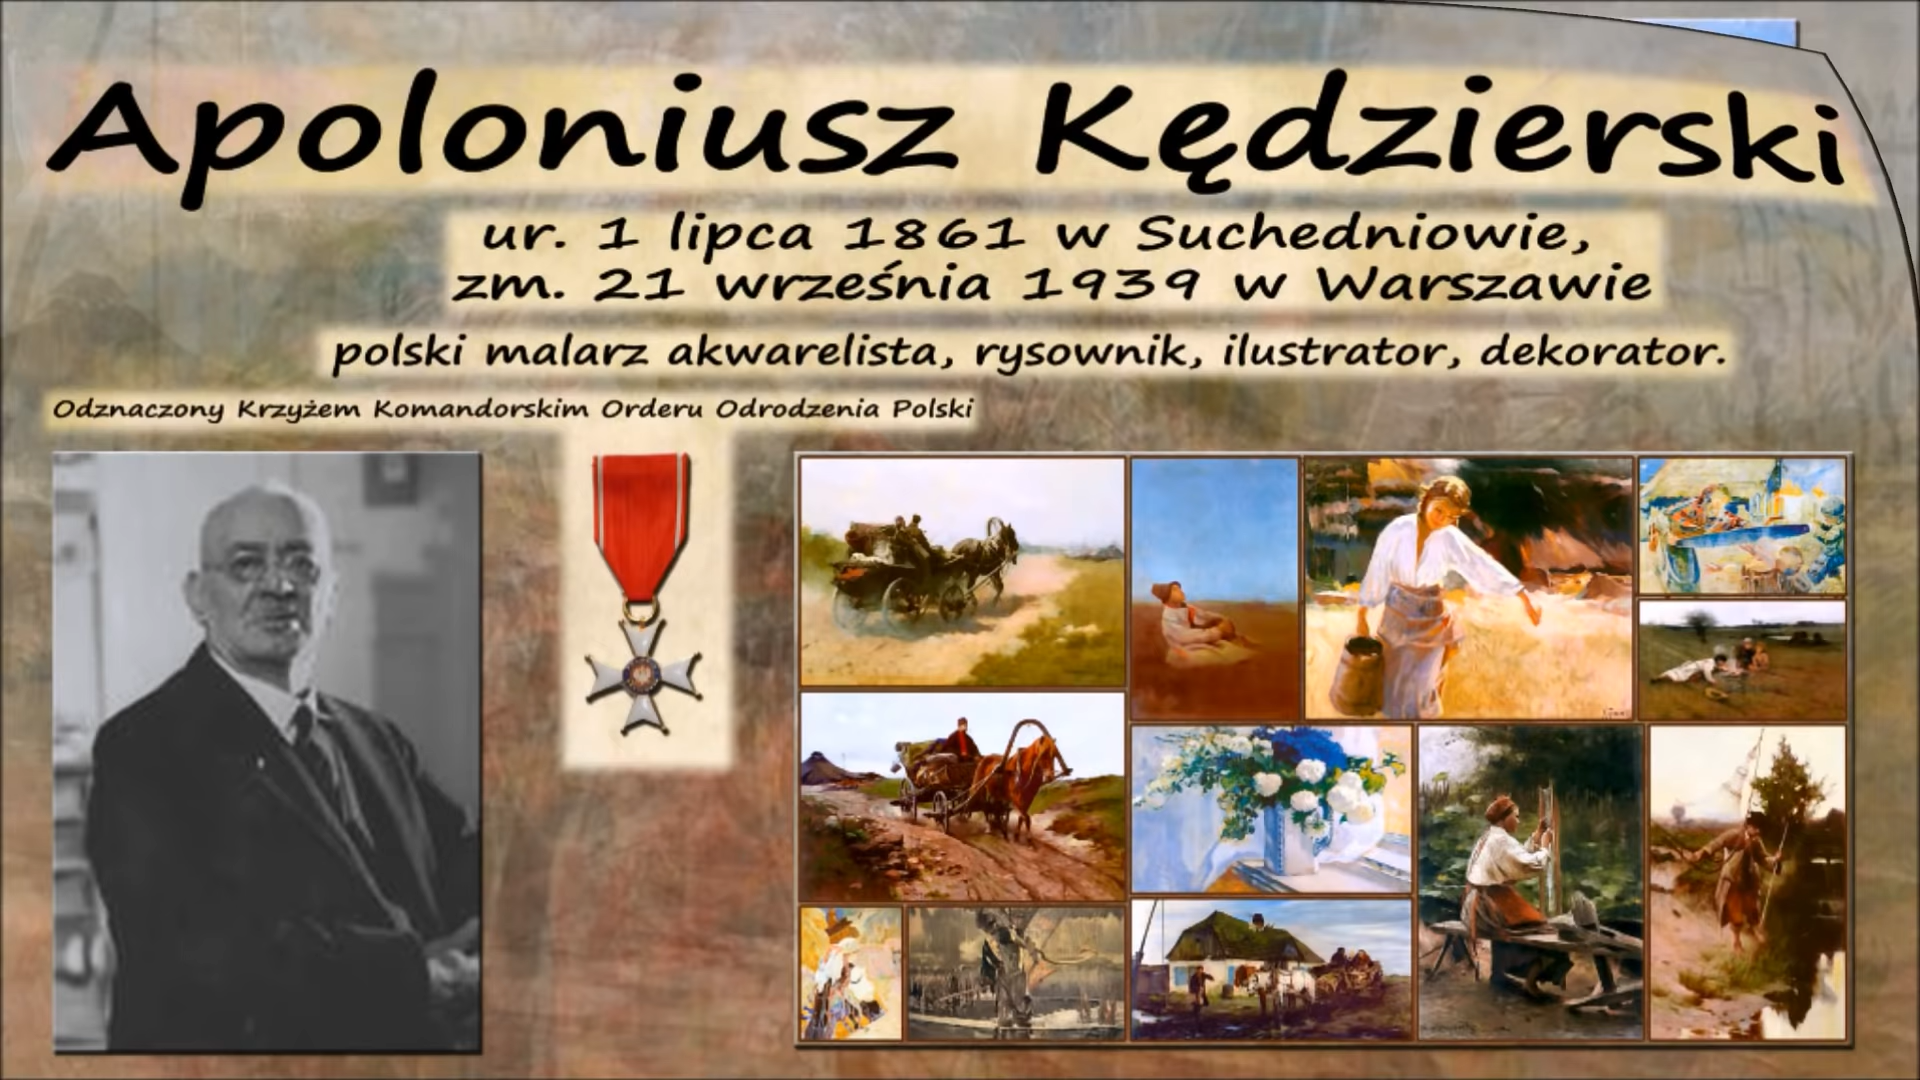 Apoloniusz Kędzierski
ur. 1 lipca 1861 w Suchedniowie,
zm. 21 września 1939 w Warszawie
polski malarz akwarelista, rysownik, ilustrator, dekorator.
Odznaczony Krzyżem Komandorskim Orderu Odrodzenia Polski